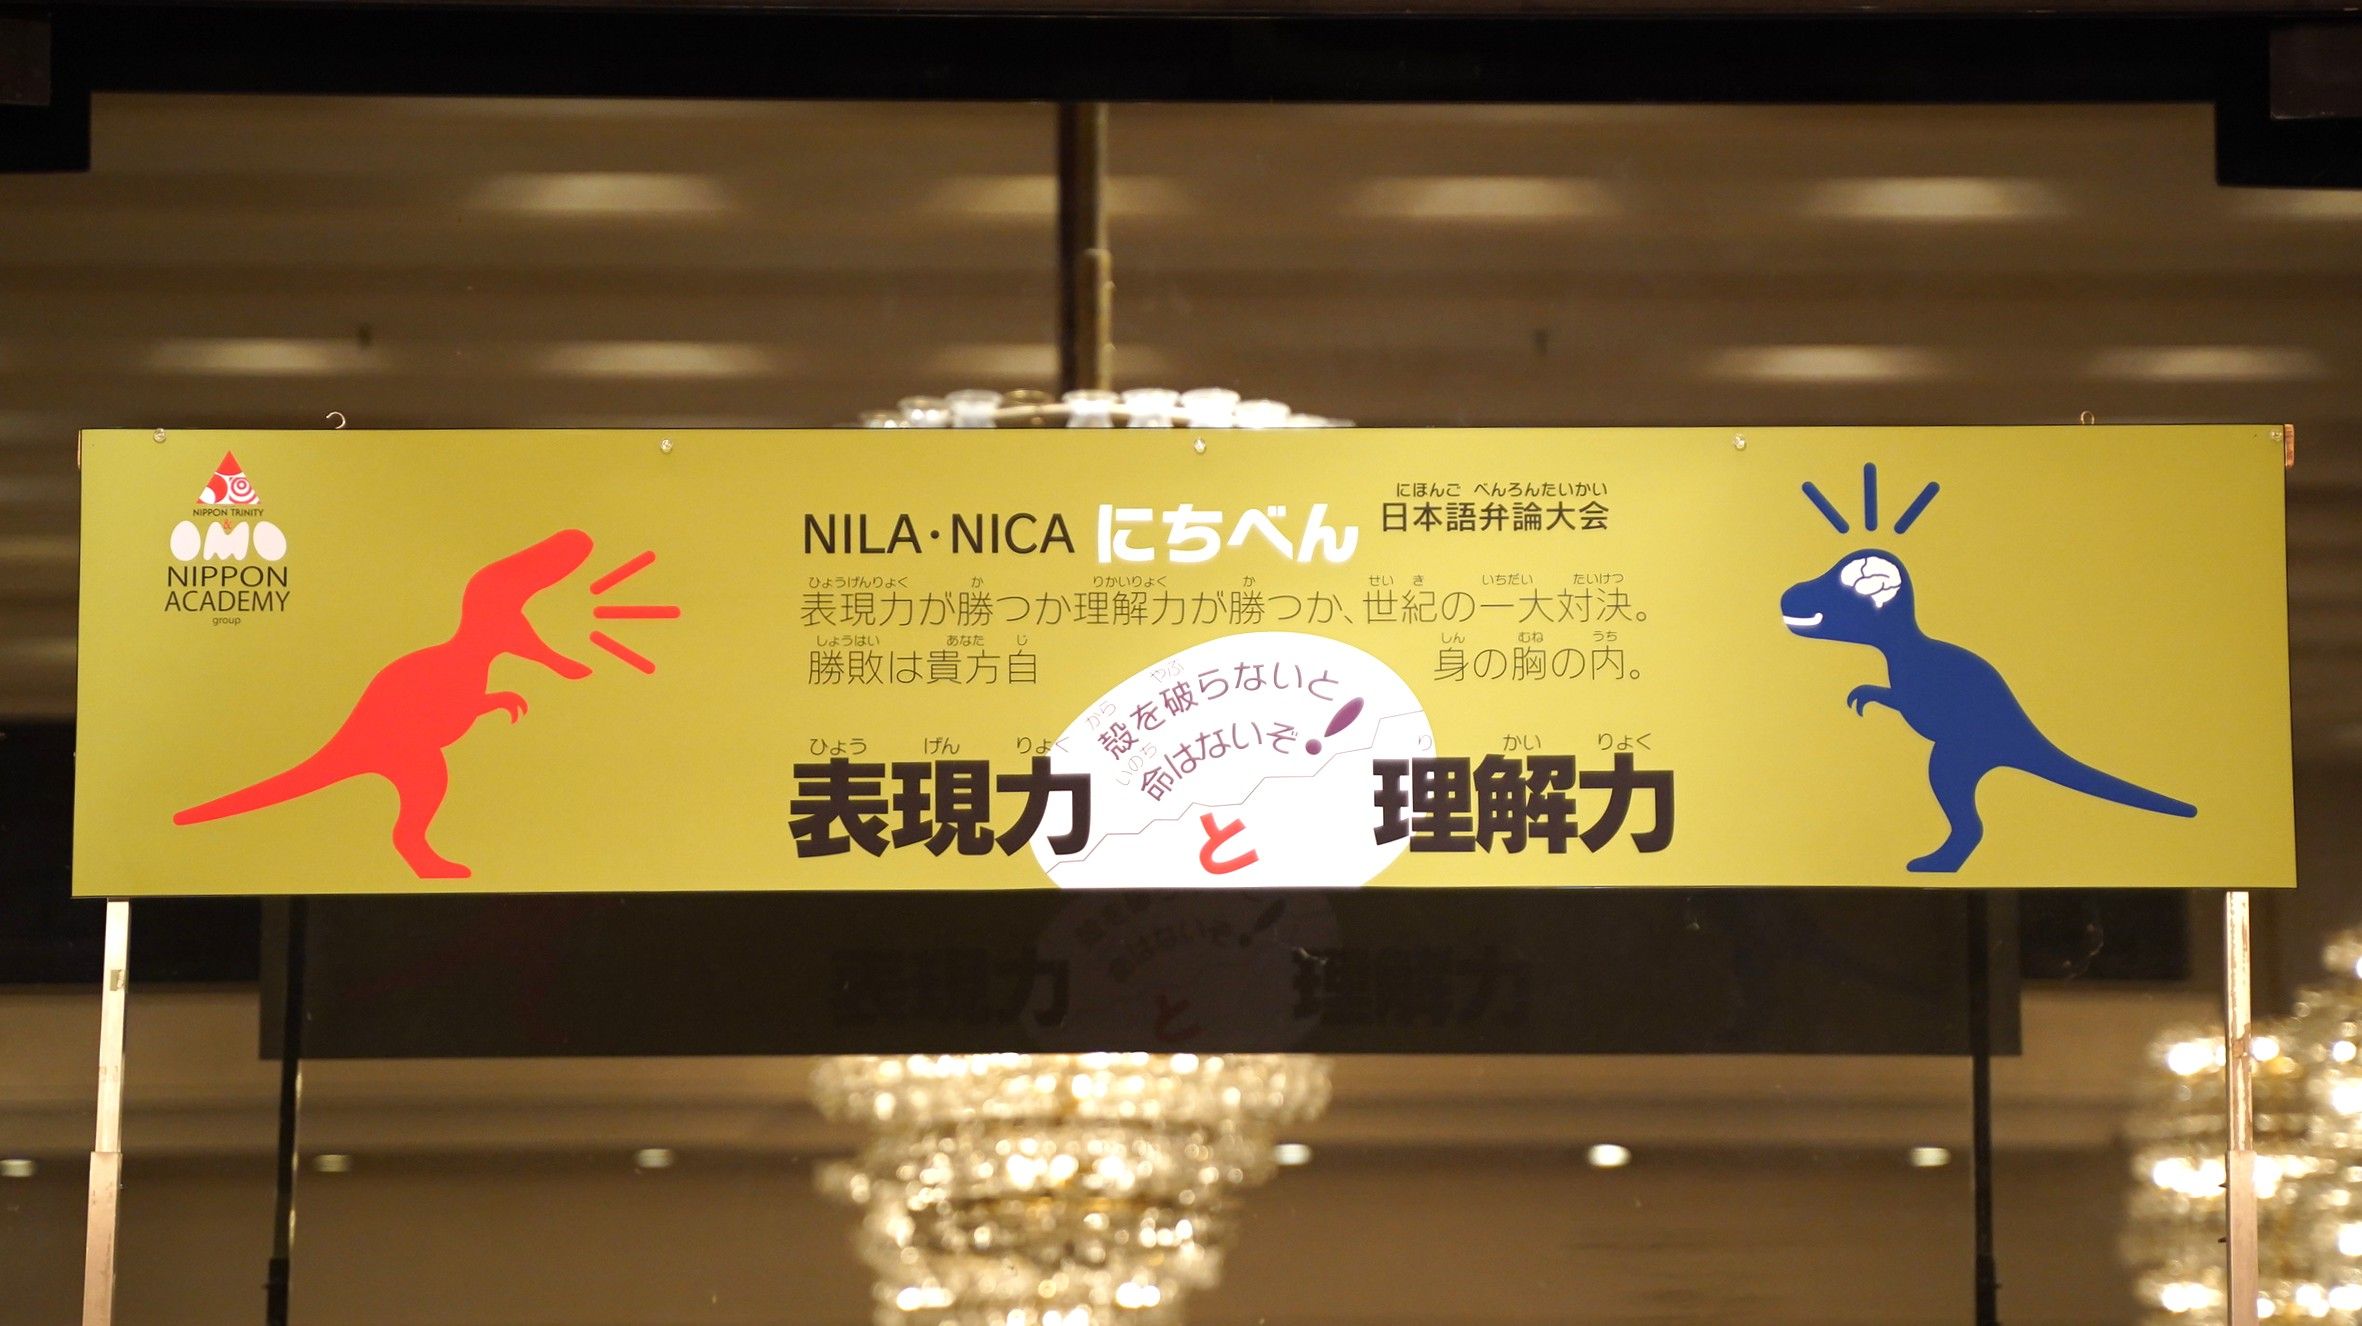 NIPPON TRINITY
&
OMO
NIPPON
ACADEMY
group
NILA・NICA にちべん
にほんご べんろんたいかい
日本語弁論大会
ひょうげんりょく か りかいりょく か せい き いちだい たいけつ
表現力が勝つか理解力が勝つか、世紀の一大対決。
しょうはい あなた じ しん むね うち
勝敗は貴方自身の胸の内。
から やぶ
殻を破らないと
いのち
命はないぞ!
ひょう げん りょく り かい りょく
表現力と理解力
表現力と理解力